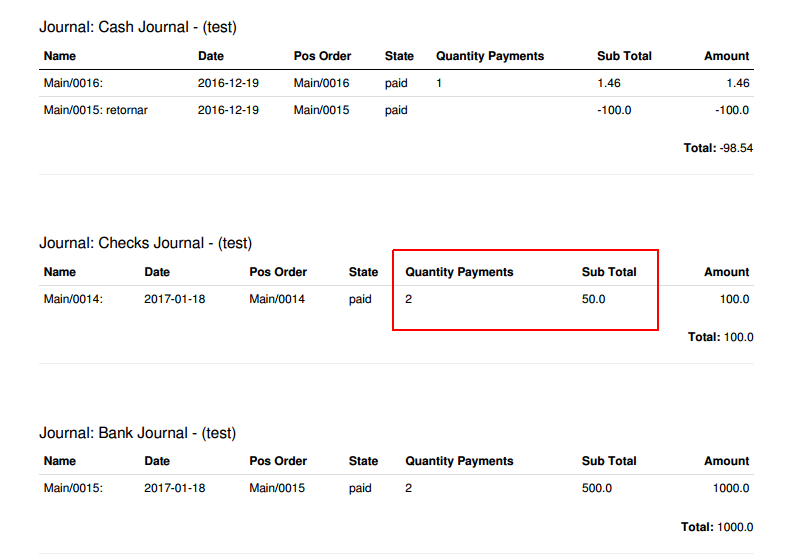 Journal: Cash Journal - (test)
Name Date Pos Order State Quantity Payments Sub Total Amount
Main/0016: 2016-12-19 Main/0016 paid 1 1.46 1.46
Main/0015: retornar 2016-12-19 Main/0015 paid -100.0 -100.0
Total: -98.54
Journal: Checks Journal - (test)
Name Date Pos Order State Quantity Payments Sub Total Amount
Main/0014: 2017-01-18 Main/0014 paid 2 50.0 100.0
Total: 100.0
Journal: Bank Journal - (test)
Name Date Pos Order State Quantity Payments Sub Total Amount
Main/0015: 2017-01-18 Main/0015 paid 2 500.0 1000.0
Total: 1000.0